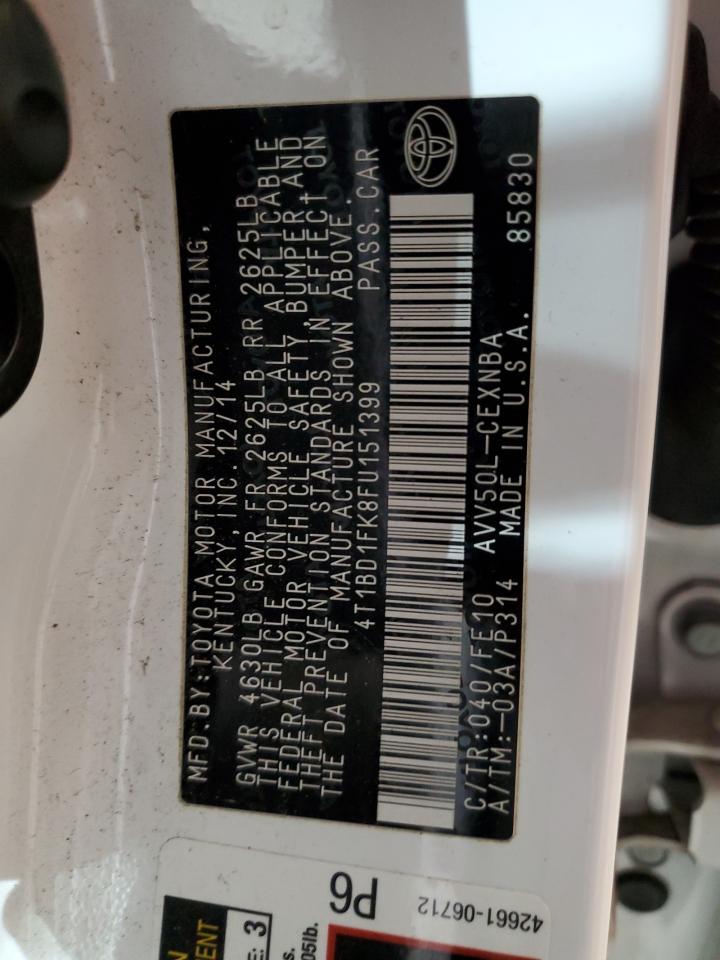 MFD.BY:TOYOTA MOTOR MANUFACTURING,
KENTUCKY, INC. 12/14
GVWR 4630LB GAWR FR 2625LB RR 2625LB
THIS VEHICLE CONFORMS TO ALL APPLICABLE
FEDERAL MOTOR VEHICLE SAFETY, BUMPER AND
THEFT PREVENTION STANDARDS IN EFFECT ON
THE DATE OF MANUFACTURE SHOWN ABOVE.
4T1BD1FK8FU151399 PASS.CAR
C/TR:040/FE10 AVV50L-CEXNBA
A/TM:-03A/P314 MADE IN U.S.A. 85830
P6
42661-06712
3